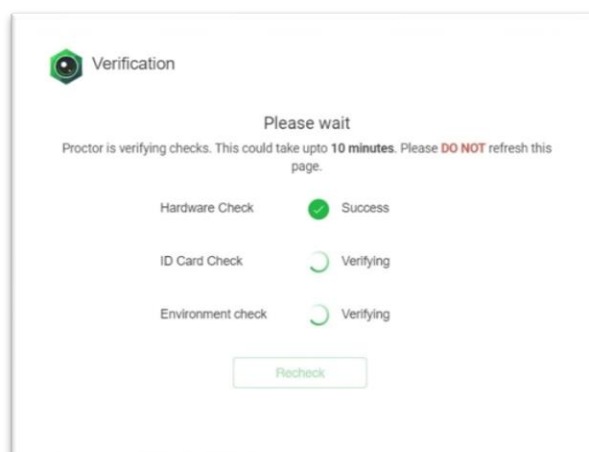 Verification
Please wait
Proctor is verifying checks. This could take upto 10 minutes. Please DO NOT refresh this
page.
Hardware Check Success
ID Card Check Verifying
Environment check Verifying
Recheck